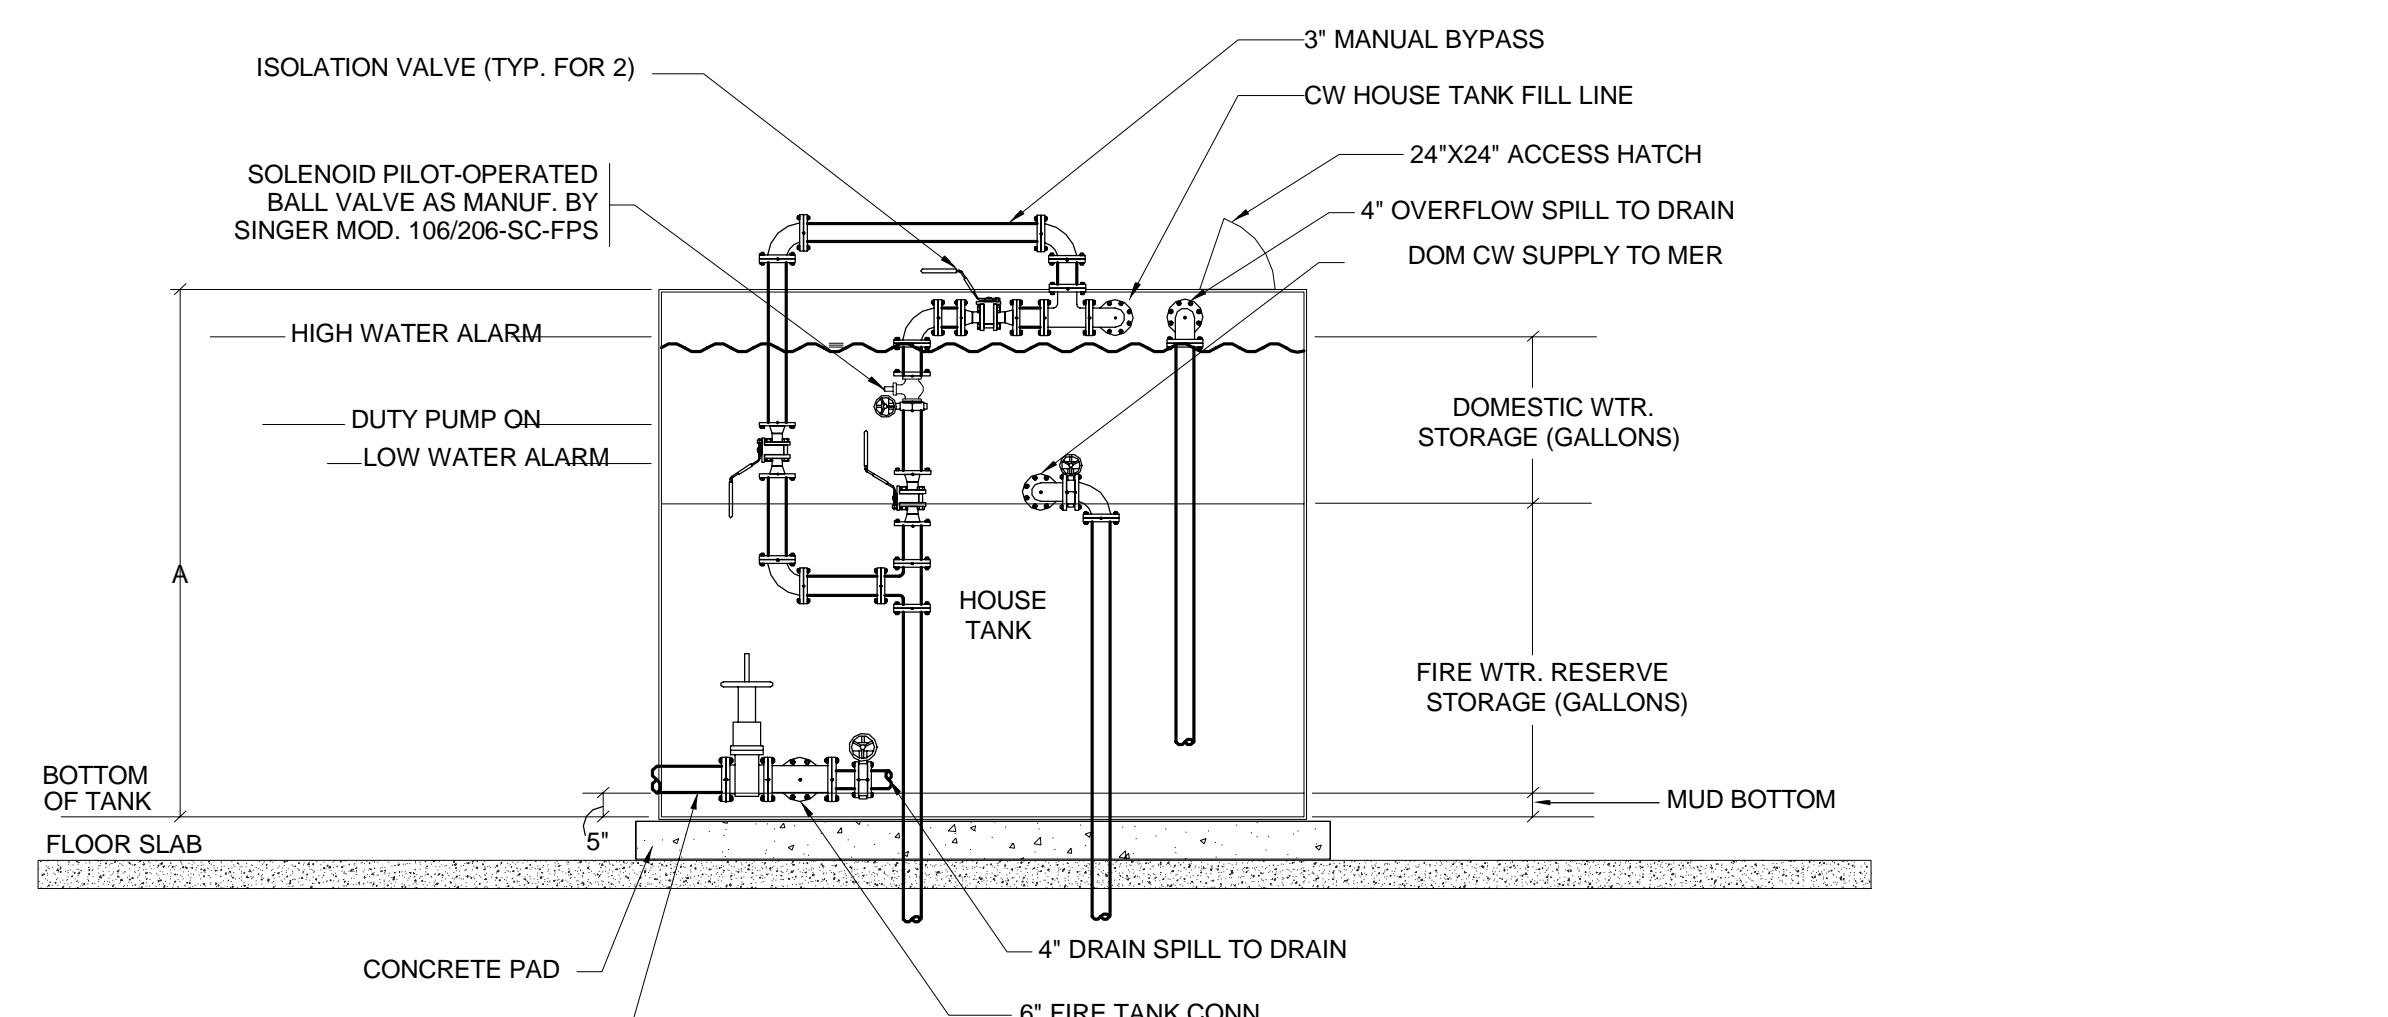 3" MANUAL BYPASS
ISOLATION VALVE (TYP. FOR 2)
CW HOUSE TANK FILL LINE
24"X24" ACCESS HATCH
SOLENOID PILOT-OPERATED
BALL VALVE AS MANUF. BY
SINGER MOD. 106/206-SC-FPS
4" OVERFLOW SPILL TO DRAIN
DOM CW SUPPLY TO MER
HIGH WATER ALARM
DUTY PUMP ON
LOW WATER ALARM
DOMESTIC WTR.
STORAGE (GALLONS)
A
HOUSE
TANK
FIRE WTR. RESERVE
STORAGE (GALLONS)
BOTTOM
OF TANK
MUD BOTTOM
5"
FLOOR SLAB
4" DRAIN SPILL TO DRAIN
CONCRETE PAD
6" FIRE TANK CONN